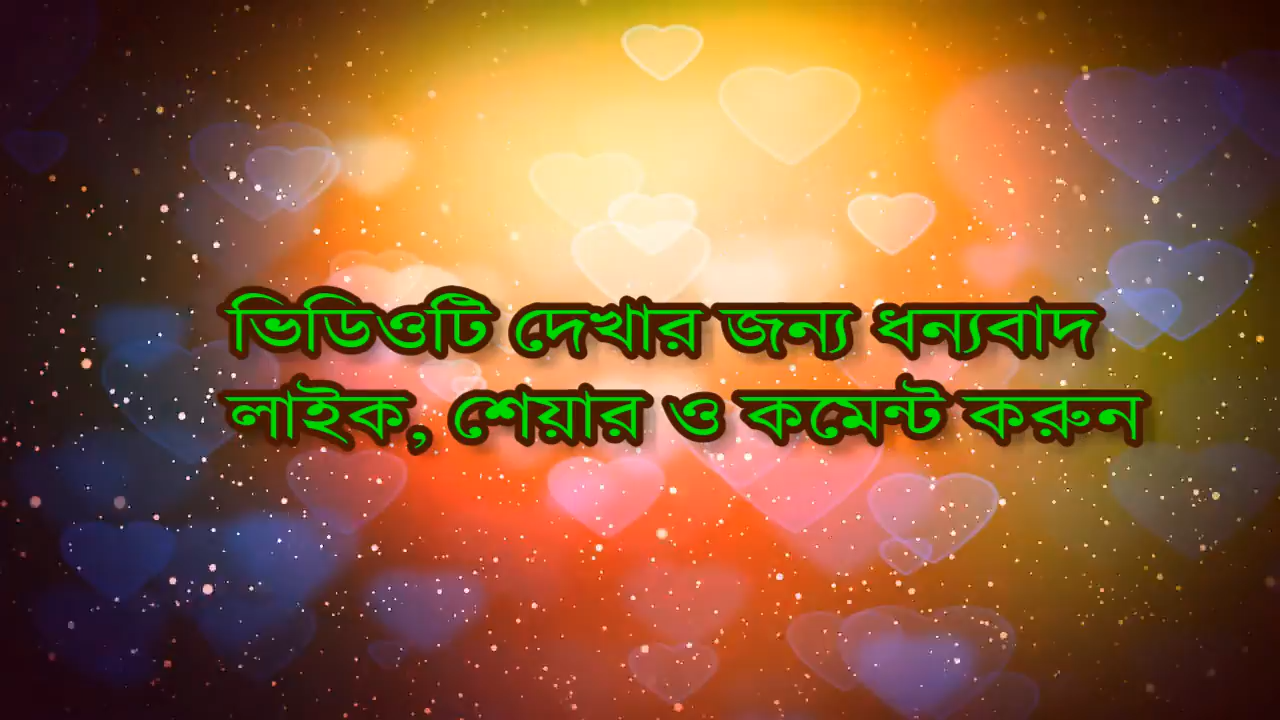 ভিডিওটি দেখার জন্য ধন্যবাদ
লাইক, শেয়ার ও কমেন্ট করুন